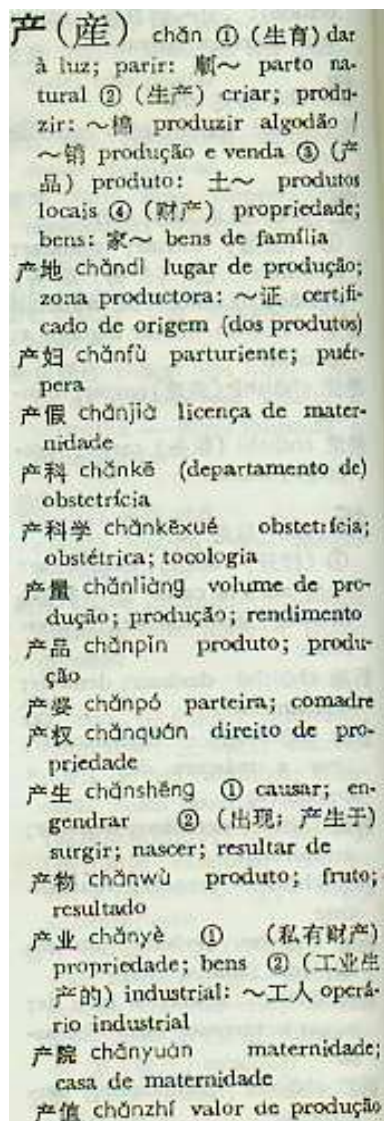 产(産) chǎn ① (生育) dar
à luz; parir: 顺～ parto na-
tural ② (生产) criar; produ-
zir: ～棉 produzir algodão /
～销 produção e venda ③ (产
品) produto: 土～ produtos
locais ④ (财产) propriedade;
bens: 家～ bens de família
产地 chǎndì lugar de produção;
zona productora: ～证 certifi-
cado de origem (dos produtos)
产妇 chǎnfù parturiente; puér-
pera
产假 chǎnjià licença de mater-
nidade
产科 chǎnkē (departamento de)
obstetrícia
产科学 chǎnkēxué obstetrícia;
obstétrica; tocologia
产量 chǎnliàng volume de pro-
dução; produção; rendimento
产品 chǎnpǐn produto; produ-
ção
产婆 chǎnpó parteira; comadre
产权 chǎnquán direito de pro-
priedade
产生 chǎnshēng ① causar; en-
gendrar ② (出现; 产生于)
surgir; nascer; resultar de
产物 chǎnwù produto; fruto;
resultado
产业 chǎnyè ① (私有财产)
propriedade; bens ② (工业生
产的) industrial: ～工人 operá-
rio industrial
产院 chǎnyuàn maternidade;
casa de maternidade
产值 chǎnzhí valor de produção